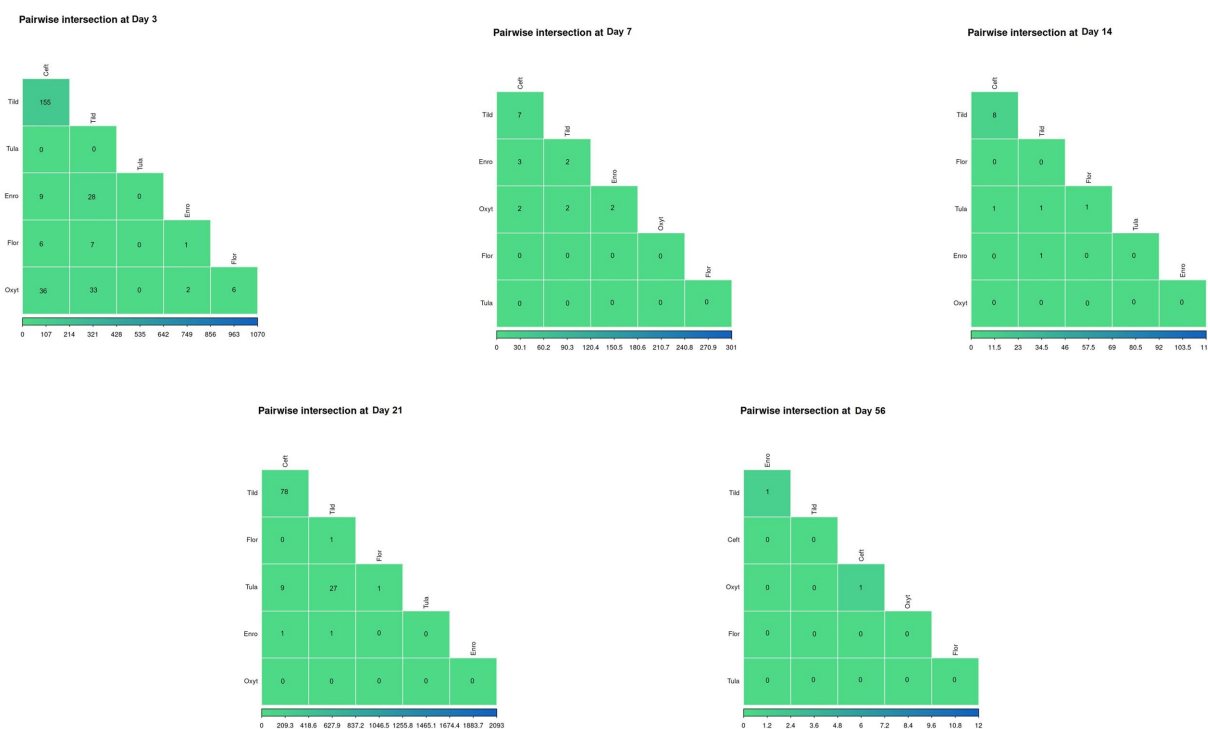 Pairwise intersection at Day 3
Ceft
Tild 155
Tild
Tula 0 0
Tula
Enro 9 28 0
Enro
Flor 6 7 0 1
Flor
Oxyt 36 33 0 2 6
0 107 214 321 428 535 642 749 856 963 1070
Pairwise intersection at Day 7
Ceft
Tild 7
Tild
Enro 3 2
Enro
Oxyt 2 2 2
Oxyt
Flor 0 0 0 0
Flor
Tula 0 0 0 0 0
0 30.1 60.2 90.3 120.4 150.5 180.6 210.7 240.8 270.9 301
Pairwise intersection at Day 14
Ceft
Tild 8
Tild
Flor 0 0
Flor
Tula 1 1 1
Tula
Enro 0 1 0 0
Enro
Oxyt 0 0 0 0 0
0 11.5 23 34.5 46 57.5 69 80.5 92 103.5 11
Pairwise intersection at Day 21
Ceft
Tild 78
Tild
Flor 0 1
Flor
Tula 9 27 1
Tula
Enro 1 1 0 0
Enro
Oxyt 0 0 0 0 0
0 209.3 418.6 627.9 837.2 1046.5 1255.8 1465.1 1674.4 1883.7 2093
Pairwise intersection at Day 56
Enro
Tild 1
Tild
Ceft 0 0
Ceft
Oxyt 0 0 1
Oxyt
Flor 0 0 0 0
Flor
Tula 0 0 0 0 0
0 1.2 2.4 3.6 4.8 6 7.2 8.4 9.6 10.8 12